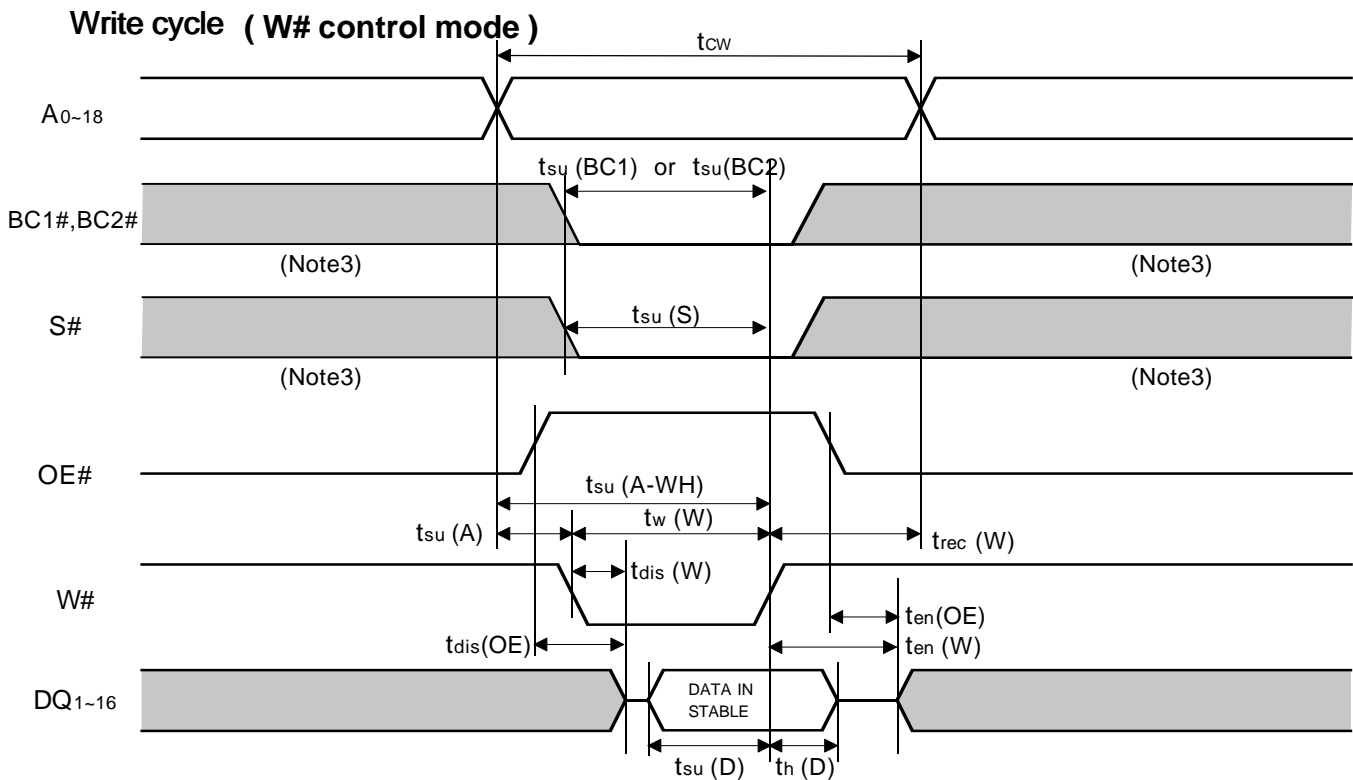 Write cycle ( W# control mode )
tCW
A0~18
tsu (BC1) or tsu(BC2)
BC1#,BC2#
(Note3)
(Note3)
S#
tsu (S)
(Note3)
(Note3)
OE#
tsu (A-WH)
tsu (A)
tw (W)
trec (W)
W#
tdis (W)
ten(OE)
tdis(OE)
ten (W)
DQ1~16
DATA IN
STABLE
tsu (D)
th (D)